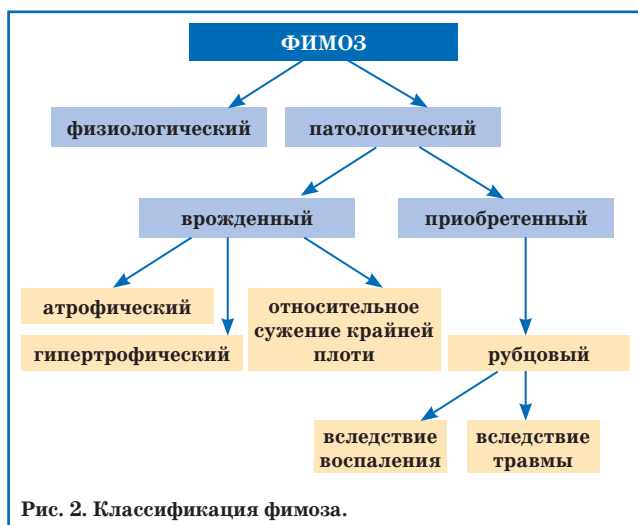 ФИМОЗ
физиологический
патологический
врожденный
приобретенный
атрофический
гипертрофический
относительное
сужение крайней
плоти
рубцовый
вследствие
воспаления
вследствие
травмы
Рис. 2. Классификация фимоза.